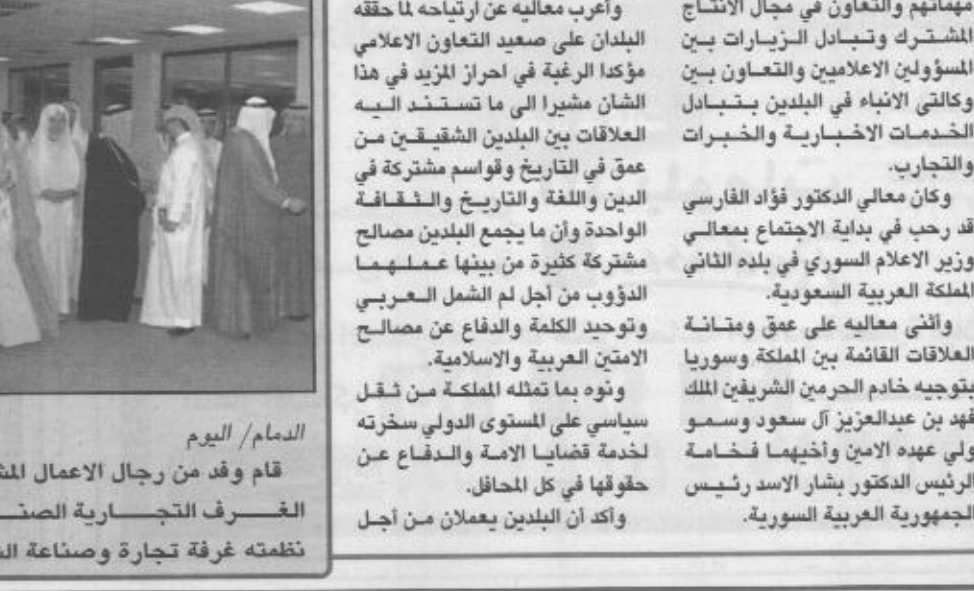 مهماتهم والتعاون في مجال الانتاج
المشترك وتبادل الزيارات بين
المسؤولين الاعلاميين والتعاون بين
وكالتى الانباء في البلدين بتبادل
الخدمات الاخبارية والخبرات
والتجارب.
وكان معالي الدكتور فؤاد الفارسي
قد رحب في بداية الاجتماع بمعالي
وزير الاعلام السوري في بلده الثاني
المملكة العربية السعودية.
وأثنى معاليه على عمق ومتانة
العلاقات القائمة بين المملكة وسوريا
بتوجيه خادم الحرمين الشريفين الملك
فهد بن عبدالعزيز آل سعود وسمو
ولي عهده الامين وأخيهما فخامة
الرئيس الدكتور بشار الاسد رئيس
الجمهورية العربية السورية.
وأعرب معاليه عن ارتياحه لما حققه
البلدان على صعيد التعاون الاعلامي
مؤكدا الرغبة في احراز المزيد في هذا
الشان مشيرا الى ما تستند اليه
العلاقات بين البلدين الشقيقين من
عمق في التاريخ وقواسم مشتركة في
الدين واللغة والتاريخ والثقافة
الواحدة وأن ما يجمع البلدين مصالح
مشتركة كثيرة من بينها عملهما
الدؤوب من أجل لم الشمل العربي
وتوحيد الكلمة والدفاع عن مصالح
الامتين العربية والاسلامية.
ونوه بما تمثله المملكة من ثقل
سياسي على المستوى الدولي سخرته
لخدمة قضايا الامة والدفاع عن
حقوقها في كل المحافل.
وأكد أن البلدين يعملان من أجل
الدمام/ اليوم
قام وفد من رجال الاعمال
الغرف التجارية
نظمته غرفة تجارة وصناعة